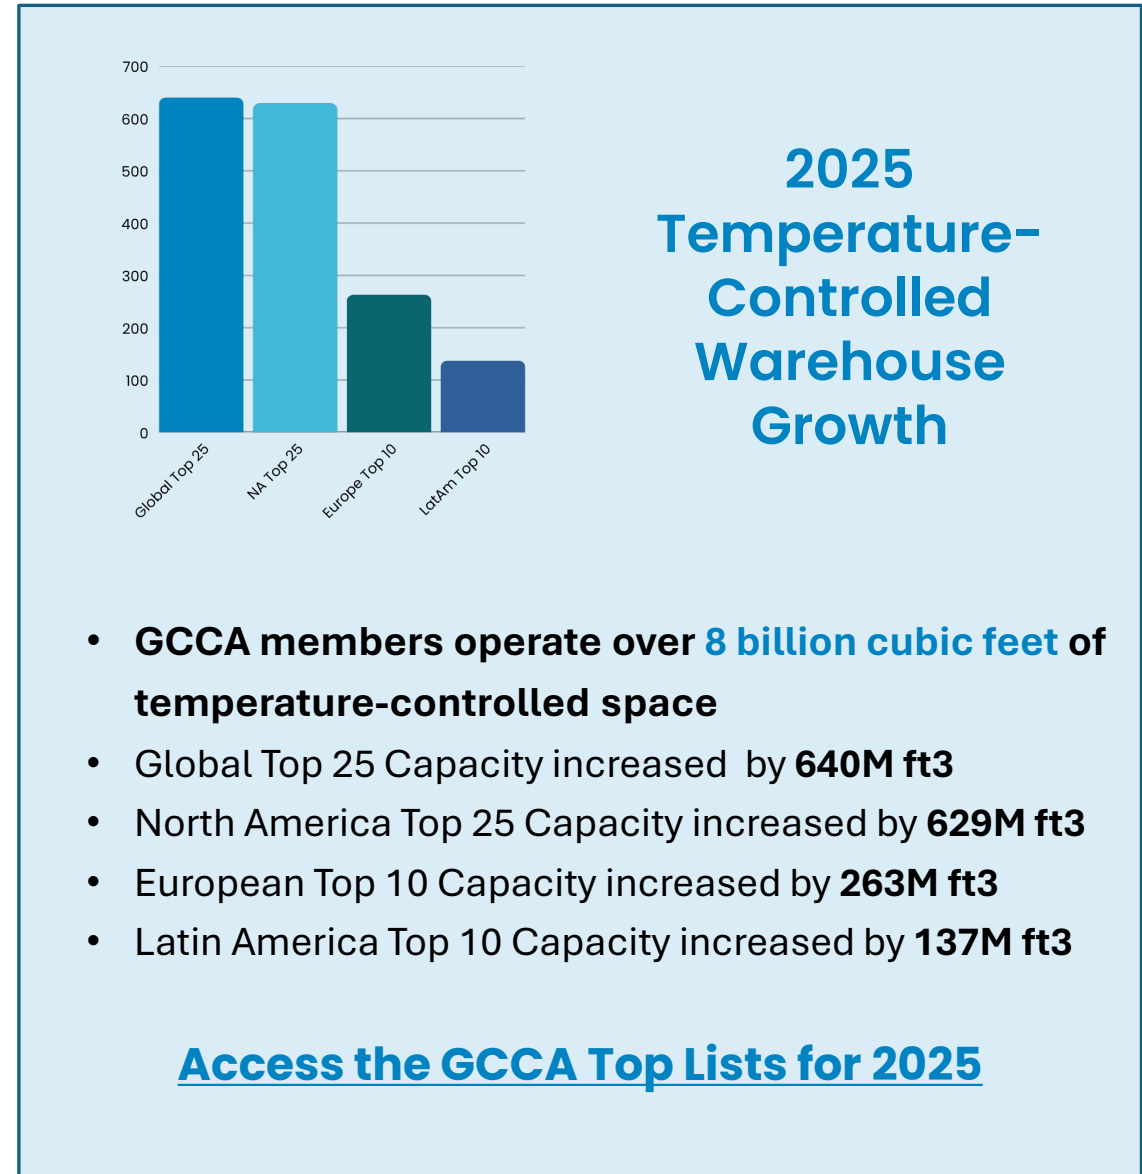 700
600
500
400
300
200
100
0
Global Top 25
NA Top 25
Europe Top 10
LatAm Top 10
2025
Temperature-
Controlled
Warehouse
Growth
• GCCA members operate over 8 billion cubic feet of
temperature-controlled space
• Global Top 25 Capacity increased  by 640M ft3
• North America Top 25 Capacity increased by 629M ft3
• European Top 10 Capacity increased by 263M ft3
• Latin America Top 10 Capacity increased by 137M ft3
Access the GCCA Top Lists for 2025